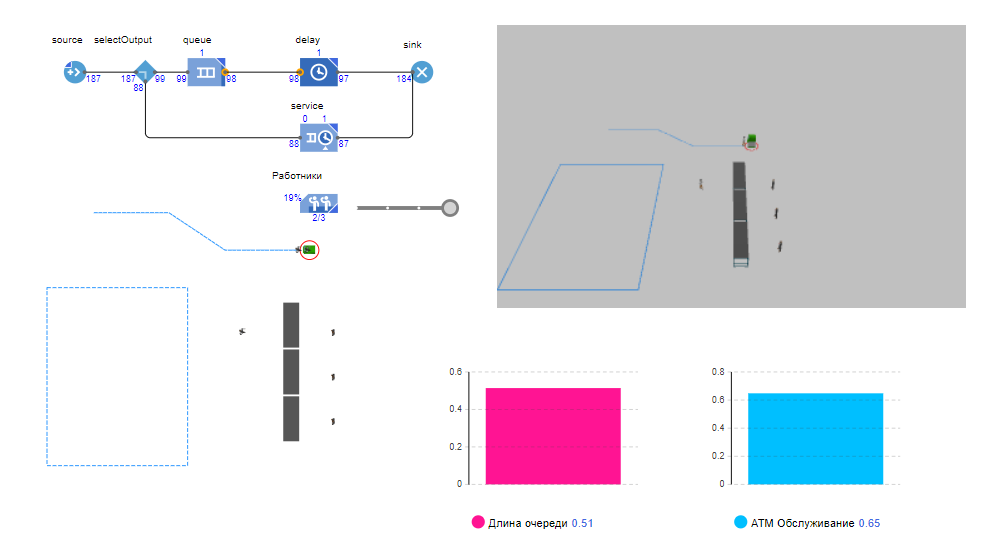 source selectOutput queue delay sink
1 1
187 187 99 99 98 98 97 184
88
service
0 1
88 87
Работники
19%
2/3
0.6
0.4
0.2
0
Длина очереди 0.51
0.8
0.6
0.4
0.2
0
ATM Обслуживание 0.65